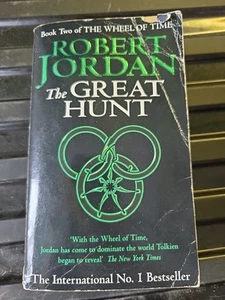 Book Two of THE WHEEL OF TIME
ROBERT
JORDAN
The GREAT
HUNT
'With the Wheel of Time,
Jordan has come to dominate the world Tolkien
began to reveal' The New York Times
The International No. 1 Bestseller